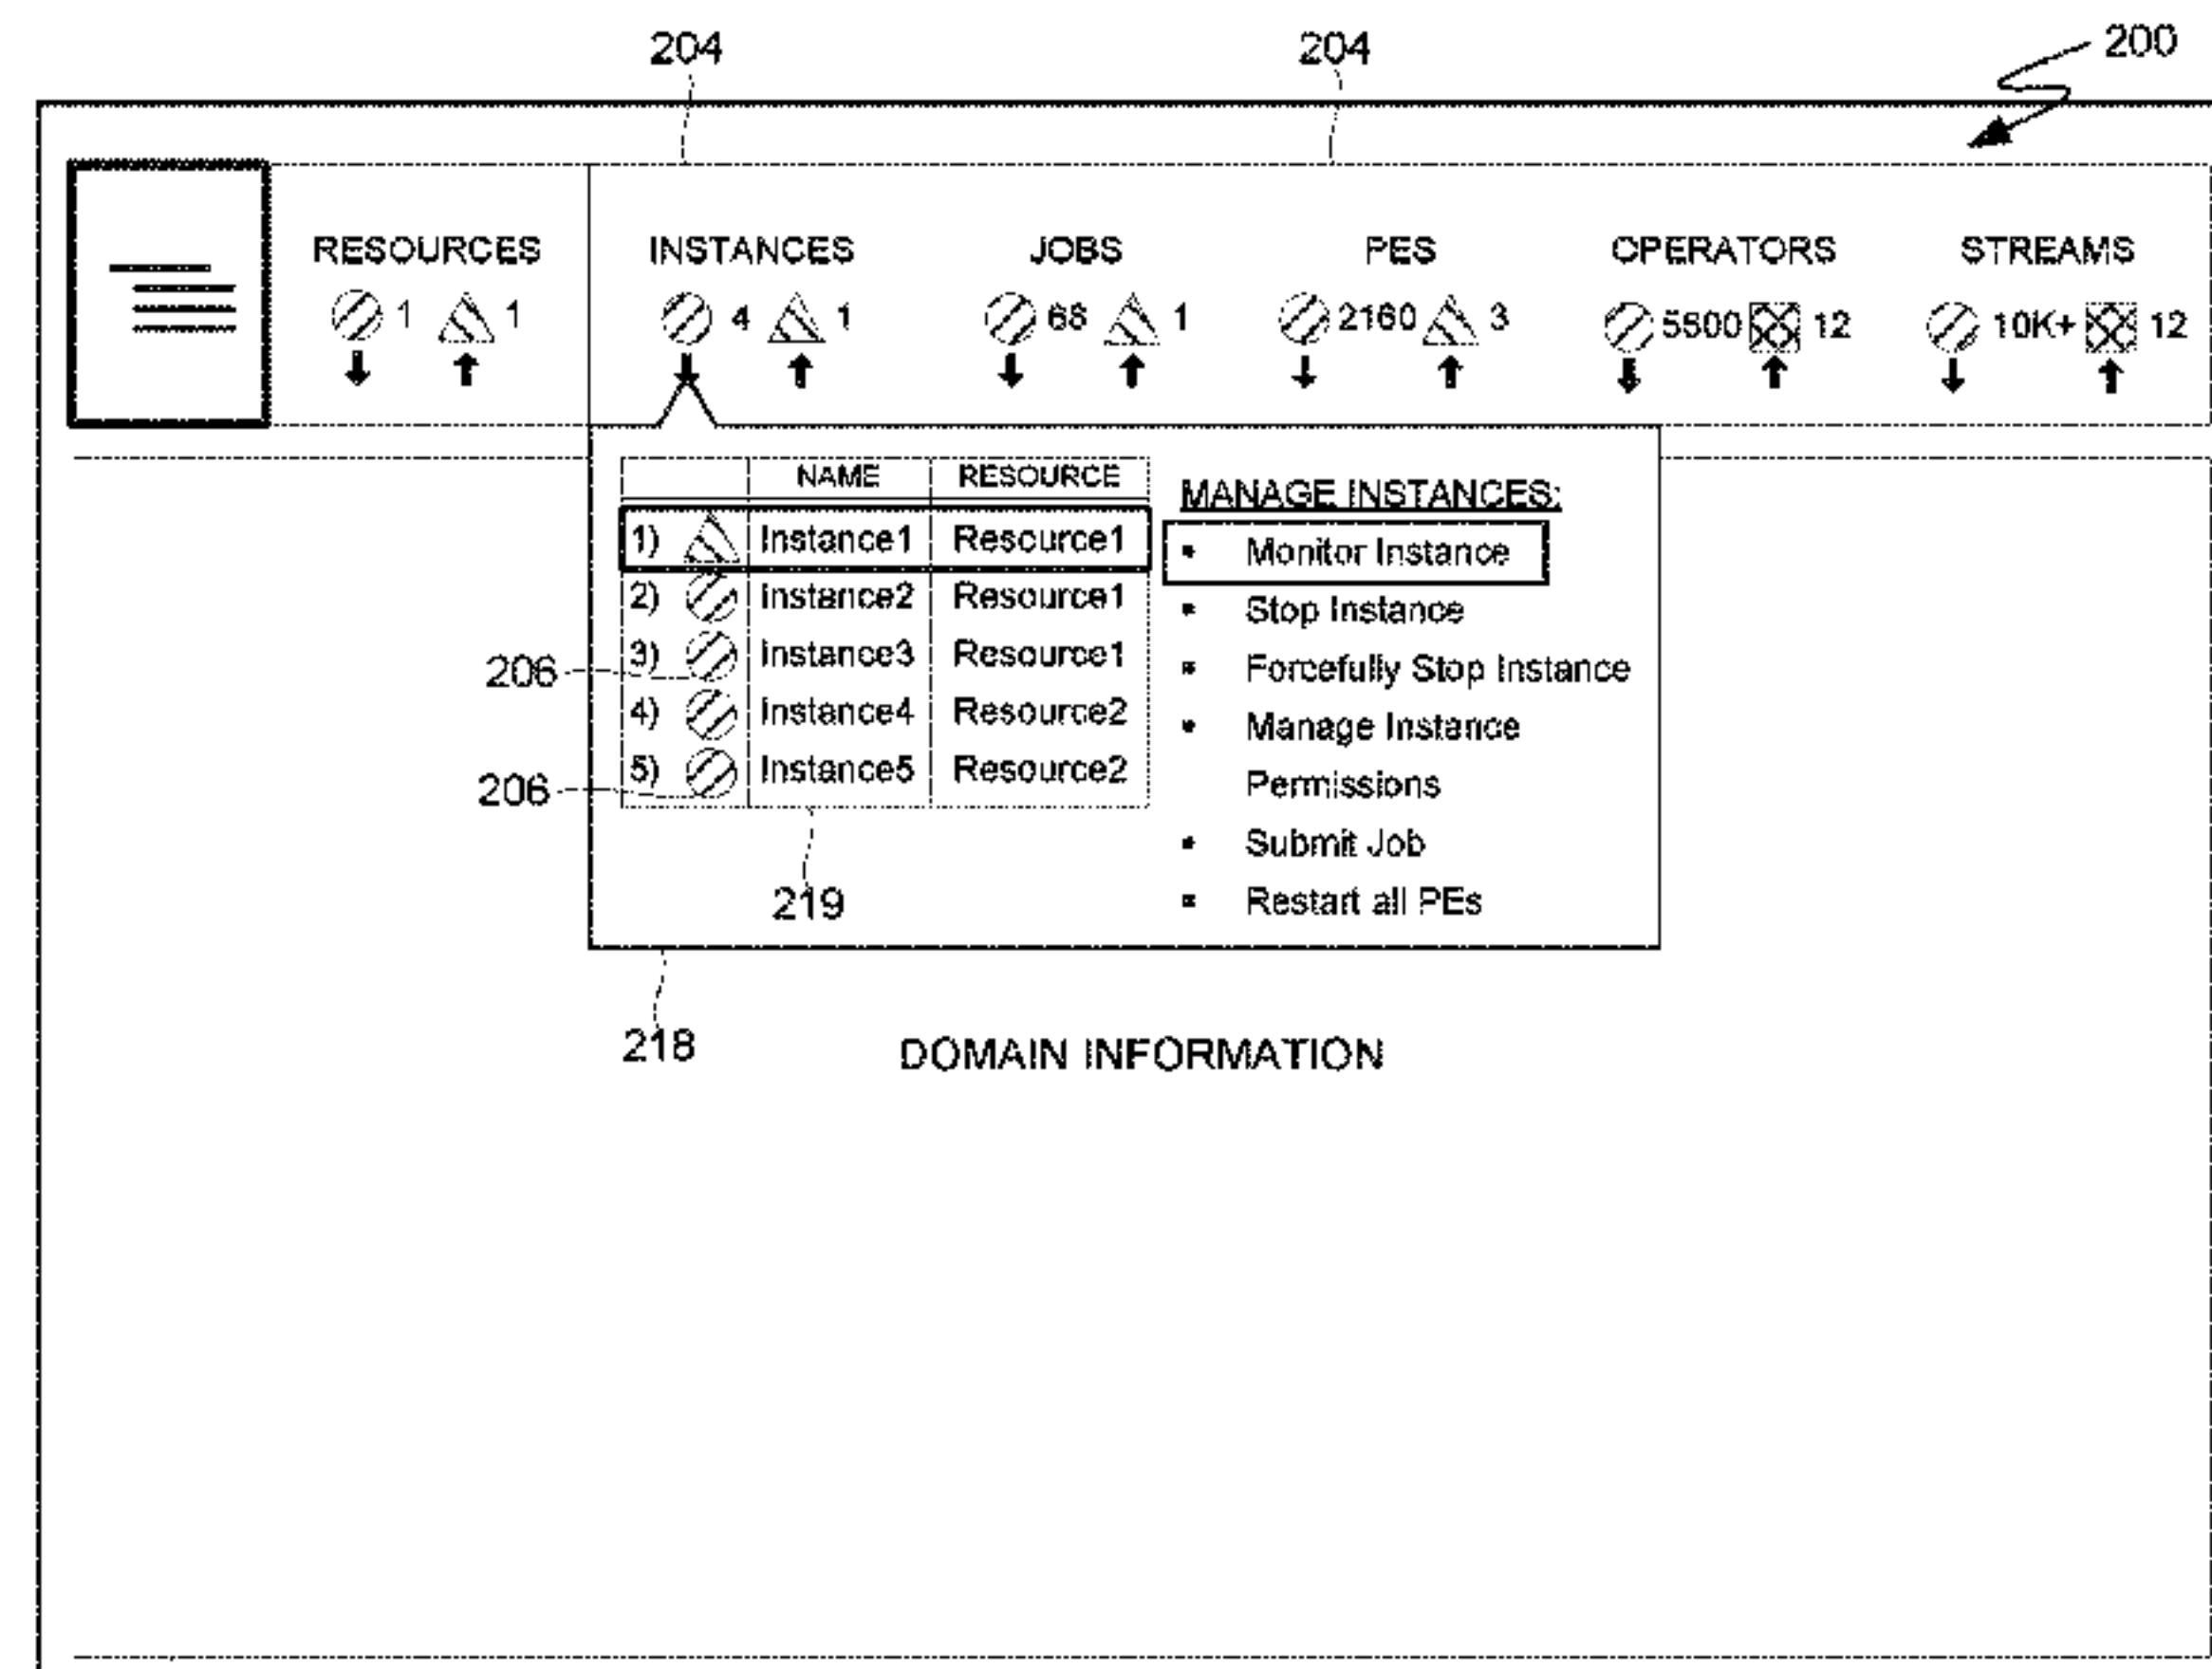 204 204 200
RESOURCES INSTANCES JOBS PES OPERATORS STREAMS
1 1 4 1 68 1 2160 3 5600 12 10K+ 12
NAME RESOURCE
MANAGE INSTANCES:
1) Instance1 Resource1
• Monitor Instance
2) Instance2 Resource1
• Stop Instance
3) Instance3 Resource1
206
• Forcefully Stop Instance
4) Instance4 Resource2
• Manage Instance
Permissions
5) Instance5 Resource2
206
• Submit Job
219
• Restart all PEs
218
DOMAIN INFORMATION